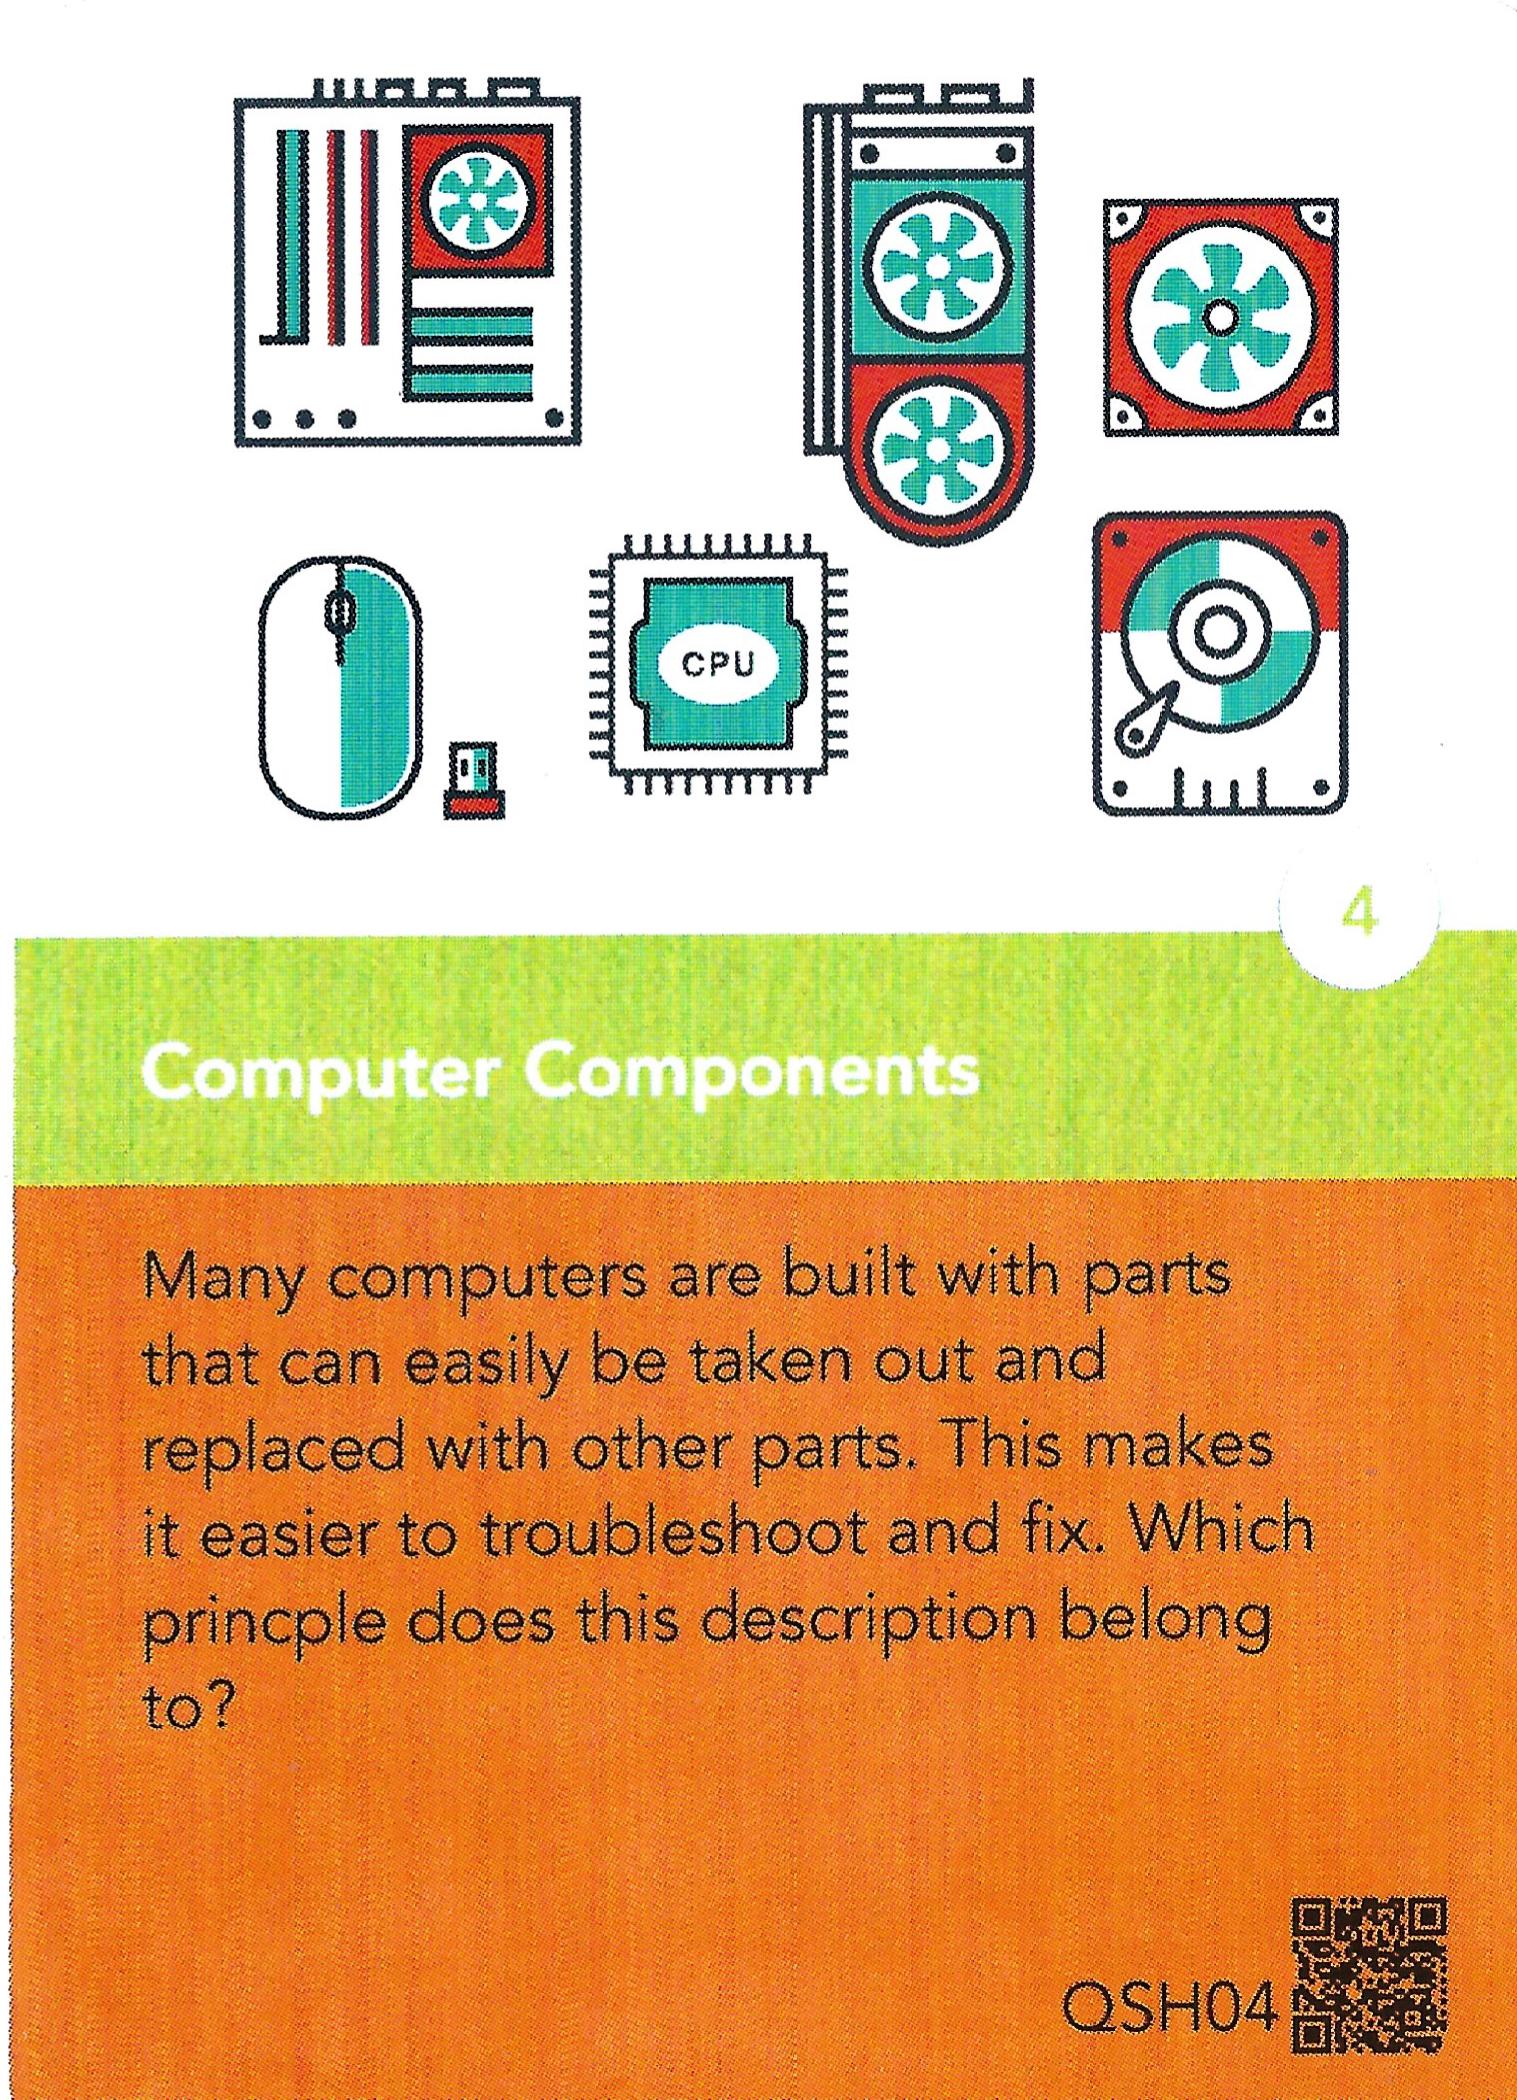 CPU
4
Computer Components
Many computers are built with parts
that can easily be taken out and
replaced with other parts. This makes
it easier to troubleshoot and fix. Which
princple does this description belong
to?
QSH04